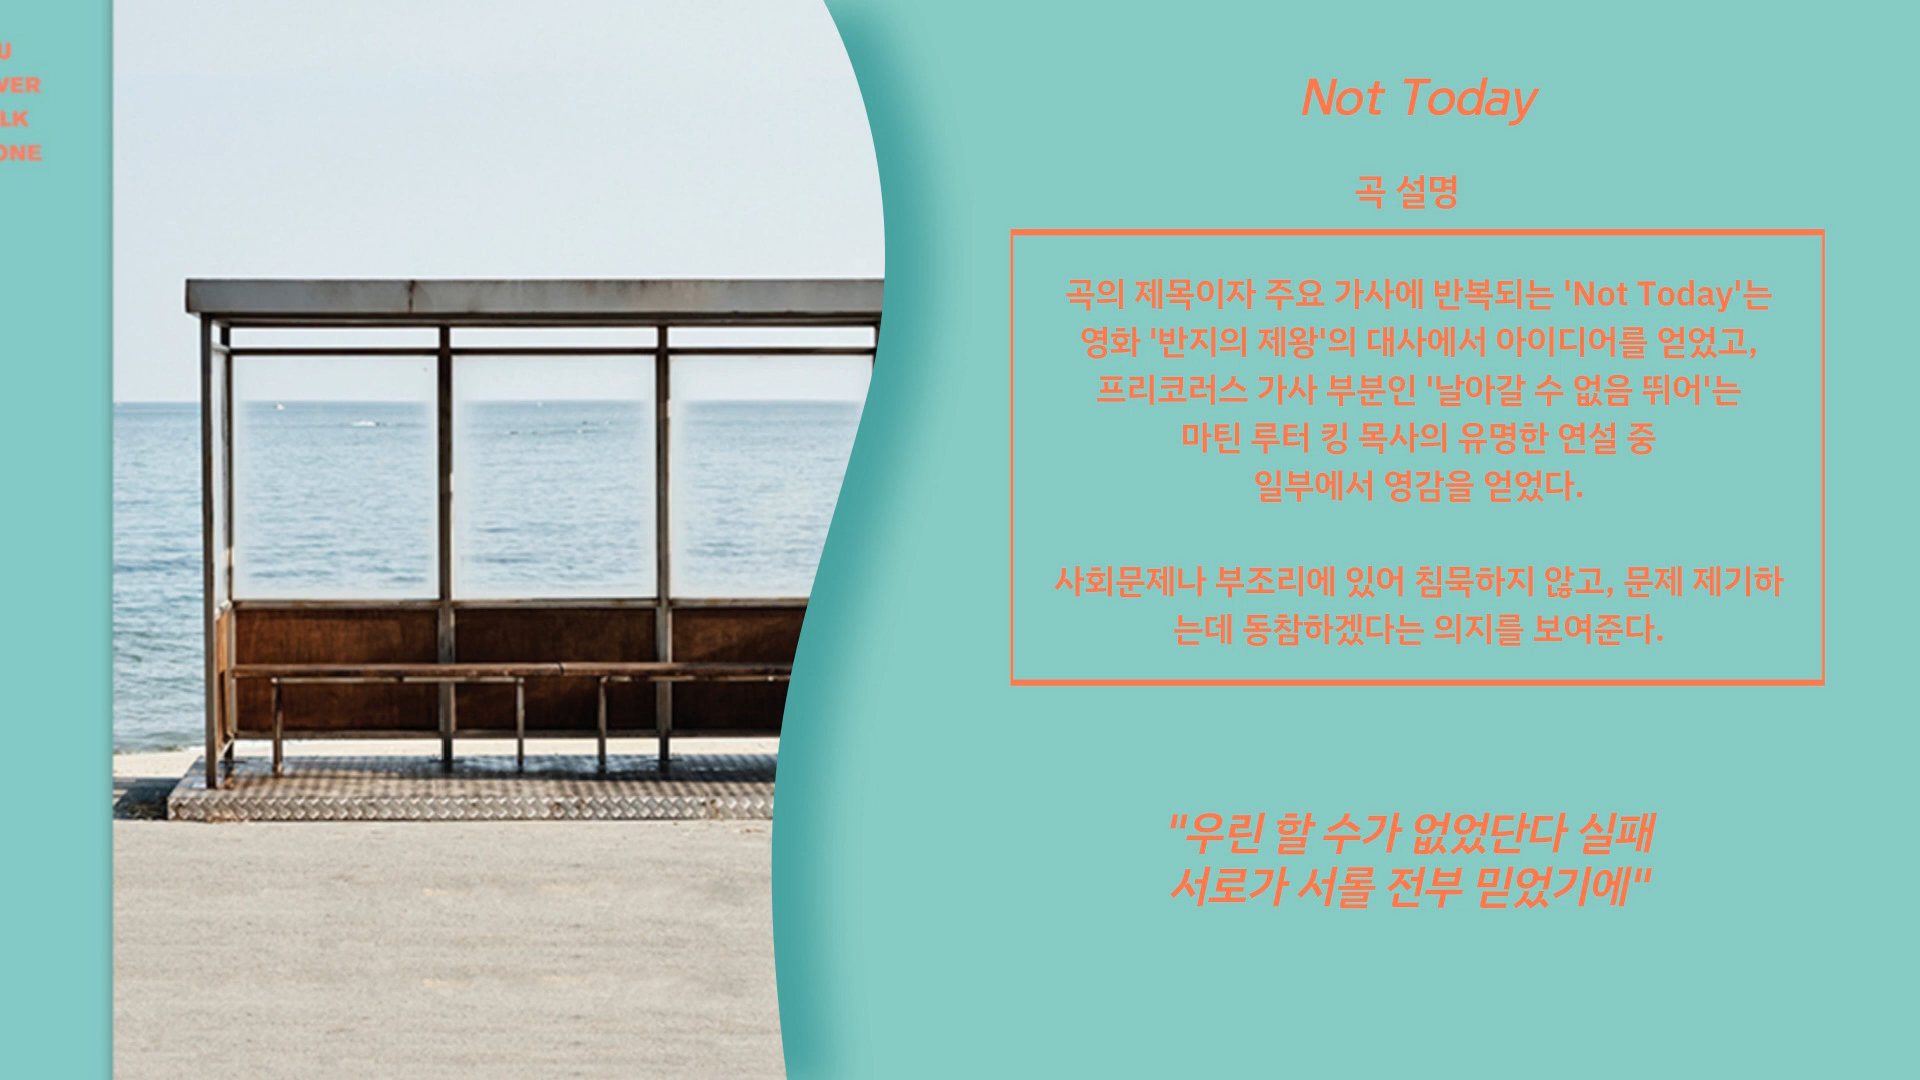 U
VER
LK
ONE
Not Today
곡 설명
곡의 제목이자 주요 가사에 반복되는 'Not Today'는
영화 '반지의 제왕'의 대사에서 아이디어를 얻었고,
프리코러스 가사 부분인 '날아갈 수 없음 뛰어'는
마틴 루터 킹 목사의 유명한 연설 중
일부에서 영감을 얻었다.
사회문제나 부조리에 있어 침묵하지 않고, 문제 제기하
는데 동참하겠다는 의지를 보여준다.
"우린 할 수가 없었단다 실패
서로가 서롤 전부 믿었기에"